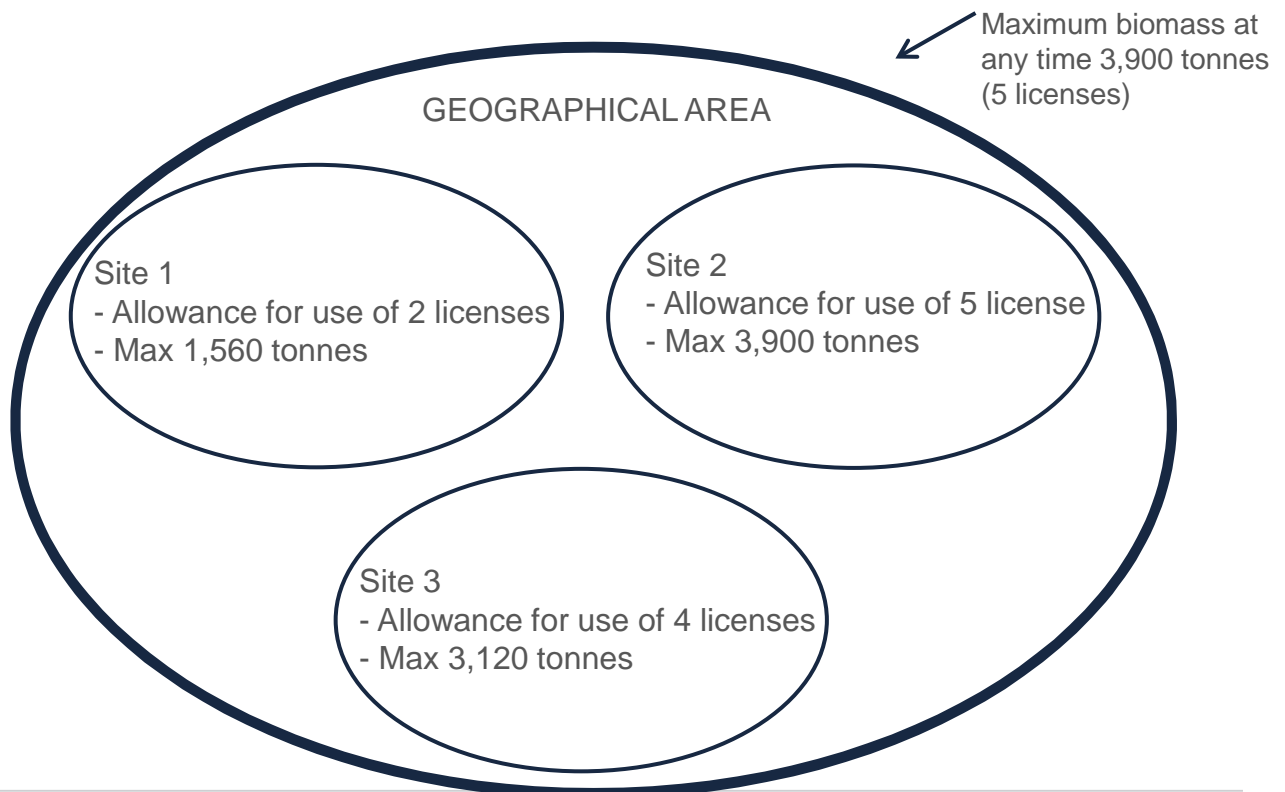 Maximum biomass at
any time 3,900 tonnes
(5 licenses)
GEOGRAPHICAL AREA
Site 1
- Allowance for use of 2 licenses
- Max 1,560 tonnes
Site 2
- Allowance for use of 5 license
- Max 3,900 tonnes
Site 3
- Allowance for use of 4 licenses
- Max 3,120 tonnes